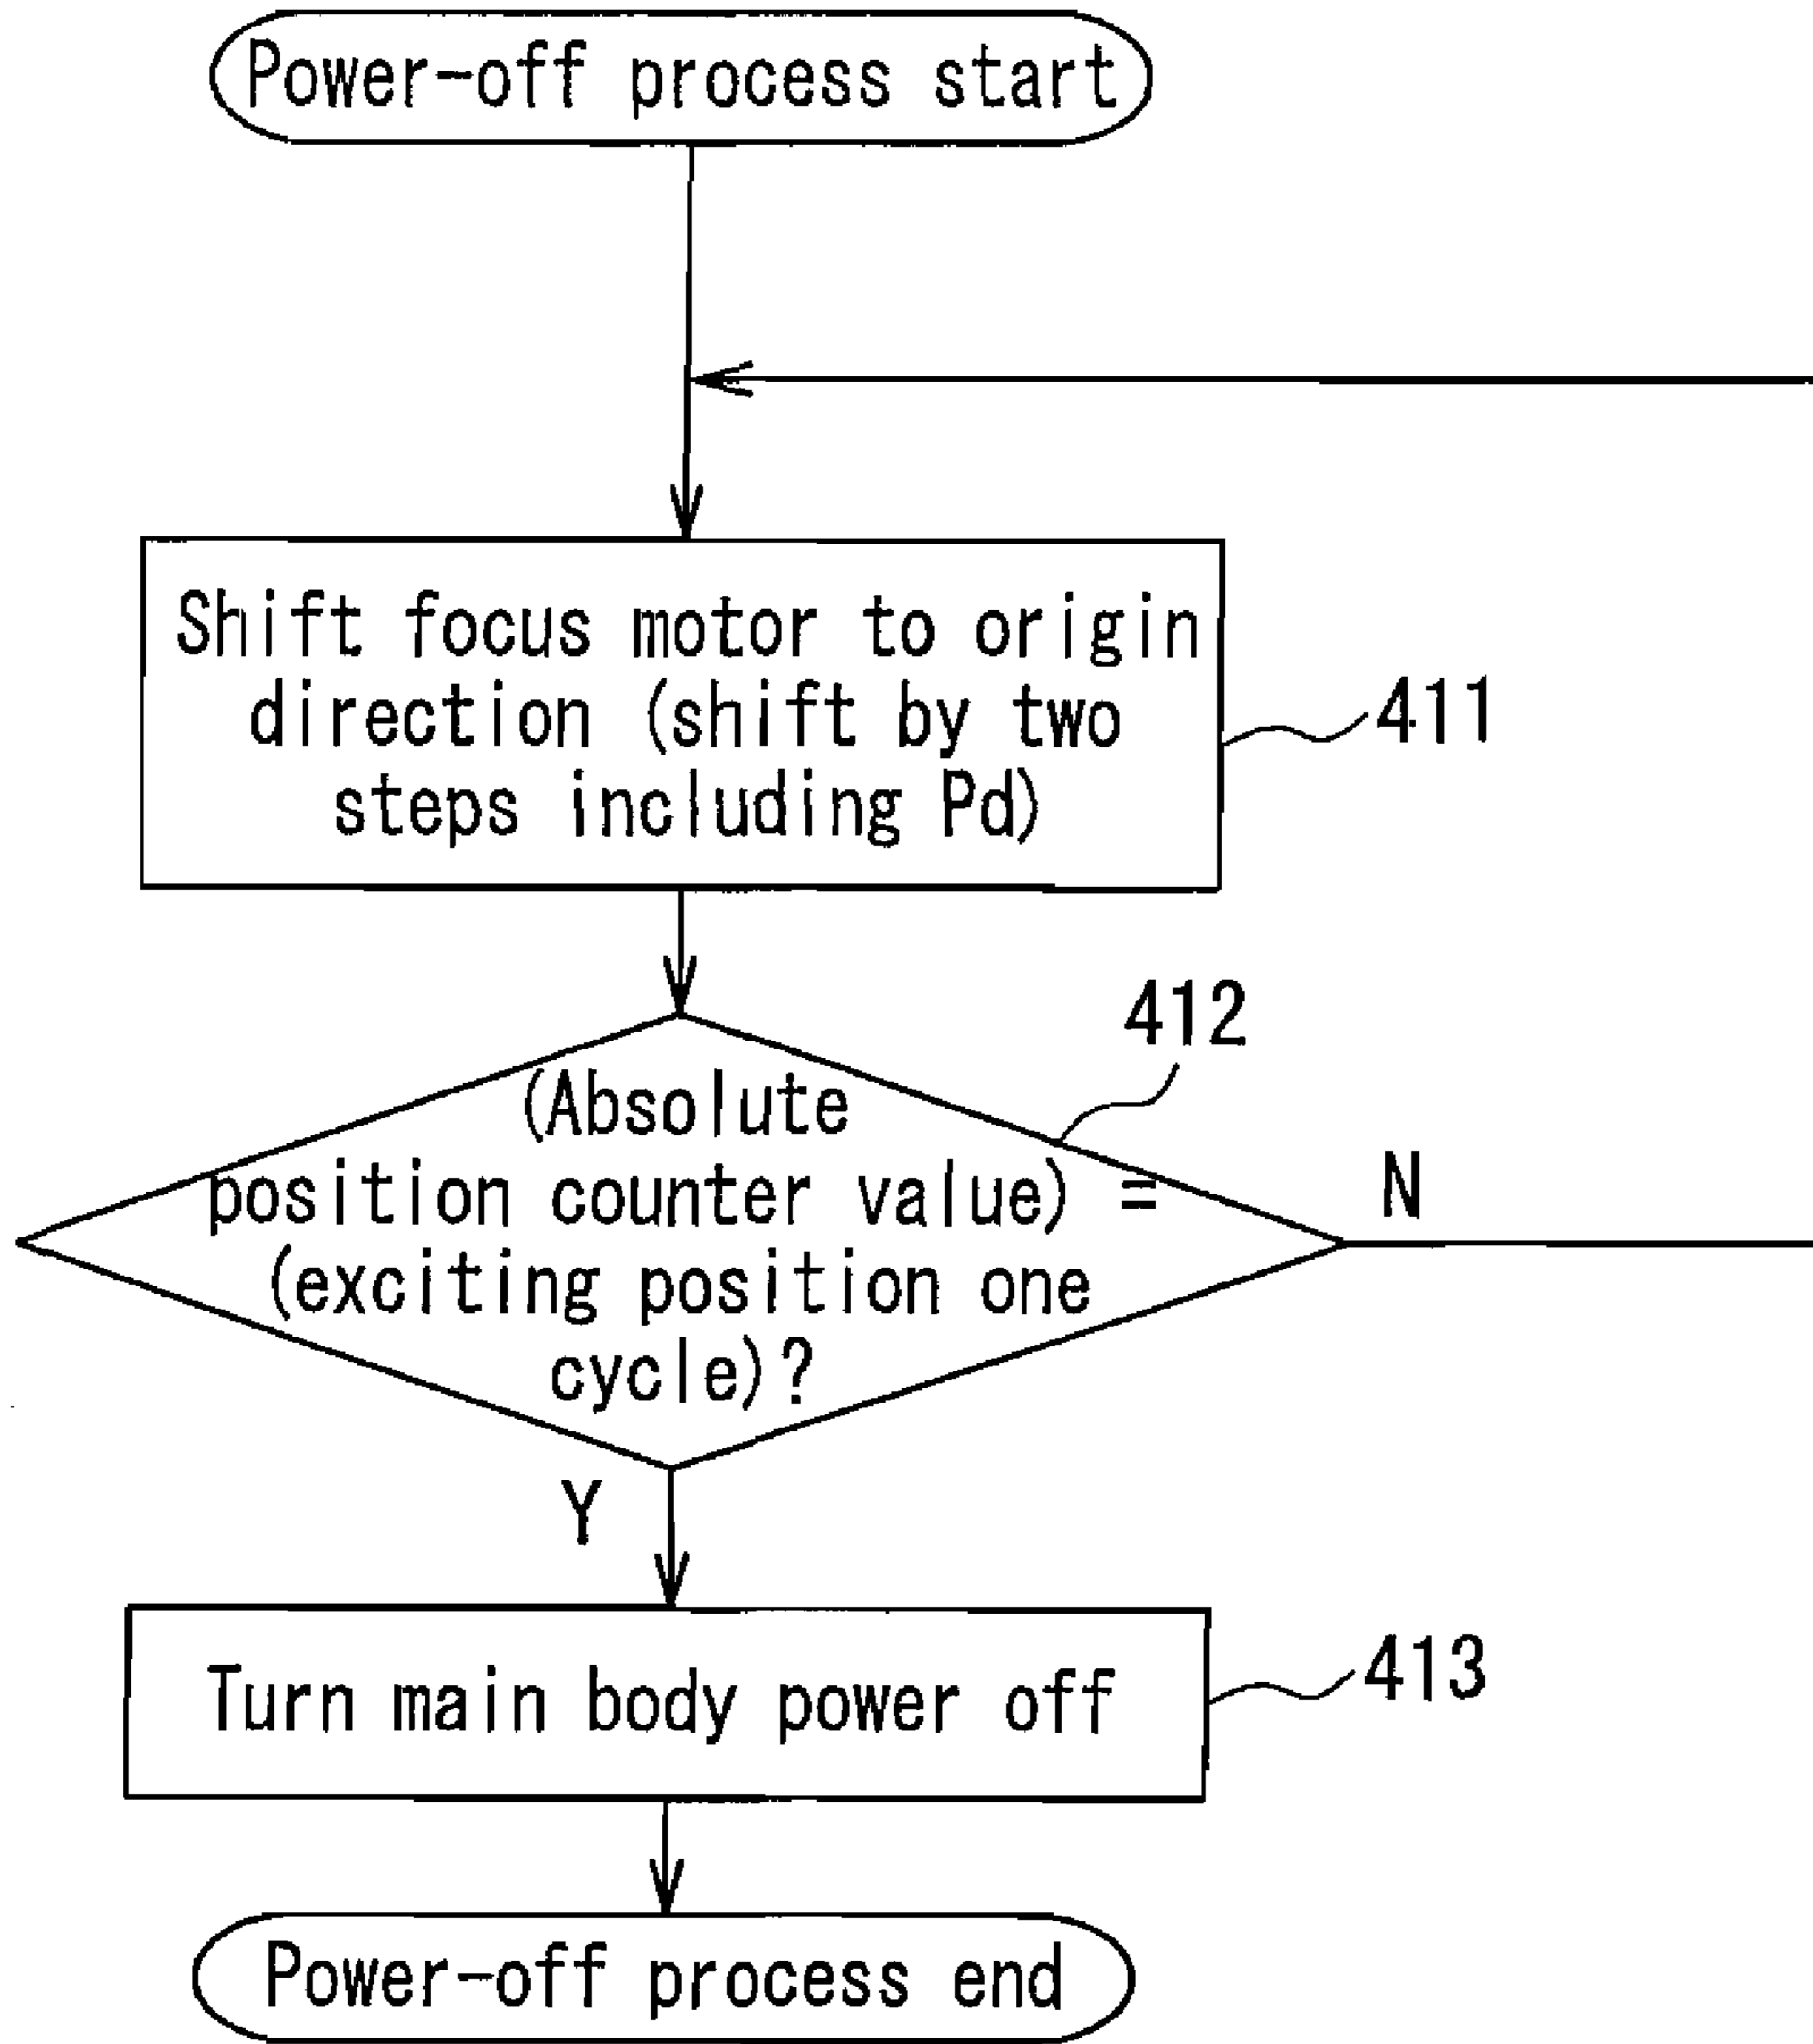 Power-off process start
Shift focus motor to origin
direction (shift by two
steps including Pd)
411
412
(Absolute
position counter value) =
(exciting position one
cycle)?
N
Y
Turn main body power off
413
Power-off process end